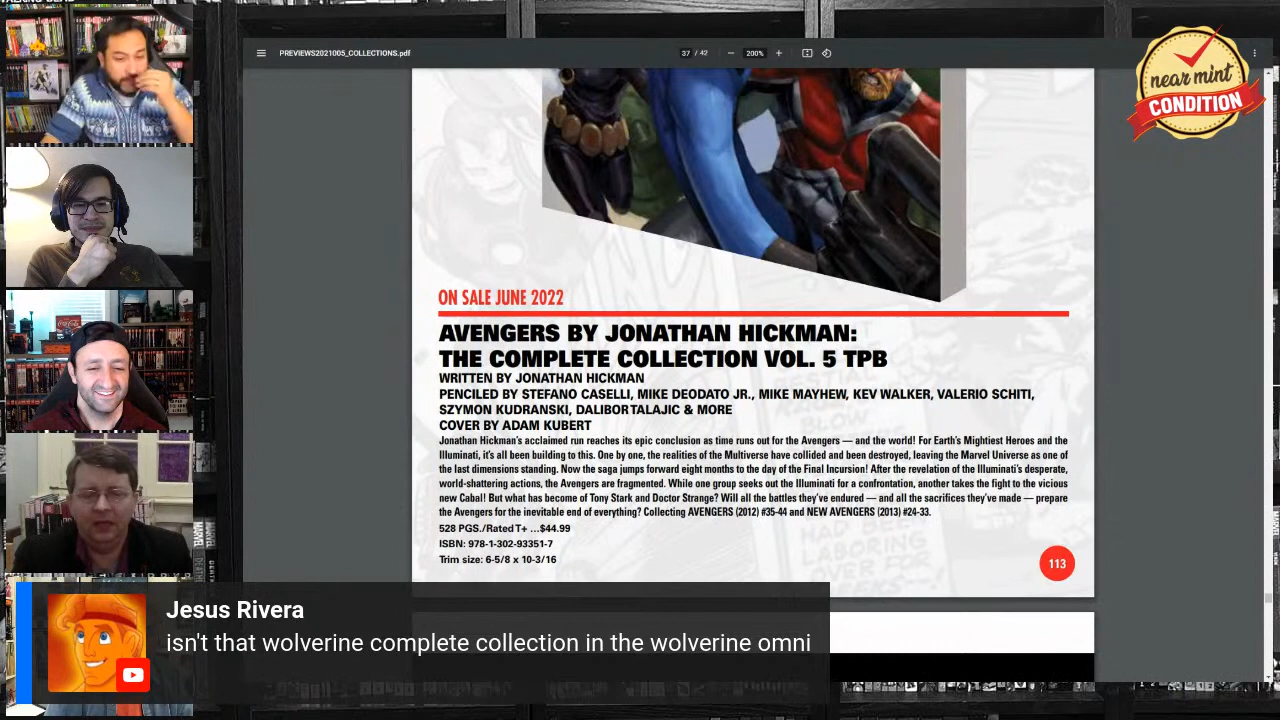 PREVIEWS2021005_COLLECTIONS.pdf
37 / 42
200%
near mint
CONDITION
ON SALE JUNE 2022
AVENGERS BY JONATHAN HICKMAN:
THE COMPLETE COLLECTION VOL. 5 TPB
WRITTEN BY JONATHAN HICKMAN
PENCILED BY STEFANO CASELLI, MIKE DEODATO JR., MIKE MAYHEW, KEV WALKER, VALERIO SCHITI,
SZYMON KUDRANSKI, DALIBOR TALAJIC & MORE
COVER BY ADAM KUBERT
Jonathan Hickman's acclaimed run reaches its epic conclusion as time runs out for the Avengers — and the world! For Earth's Mightiest Heroes and the
Illuminati, it's all been building to this. One by one, the realities of the Multiverse have collided and been destroyed, leaving the Marvel Universe as one of
the last dimensions standing. Now the saga jumps forward eight months to the day of the Final Incursion! After the revelation of the Illuminati's desperate,
world-shattering actions, the Avengers are fragmented. While one group seeks out the Illuminati for a confrontation, another takes the fight to the vicious
new Cabal! But what has become of Tony Stark and Doctor Strange? Will all the battles they've endured — and all the sacrifices they've made — prepare
the Avengers for the inevitable end of everything? Collecting AVENGERS (2012) #35-44 and NEW AVENGERS (2013) #24-33.
528 PGS./Rated T+ ...$44.99
ISBN: 978-1-302-93351-7
Trim size: 6-5/8 x 10-3/16
113
Jesus Rivera
isn't that wolverine complete collection in the wolverine omni